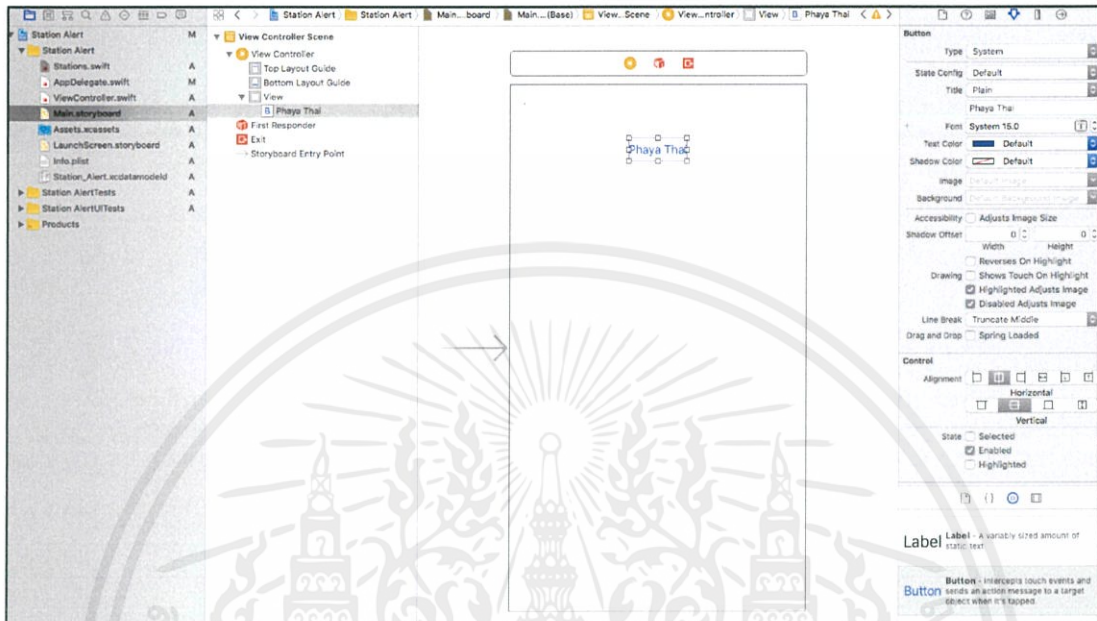 Station Alert
Station Alert
Main....board
Main....(Base)
View...Scene
View...ntroller
View
B Phaya Thai
Station Alert M
Station Alert
Stations.swift A
AppDelegate.swift M
ViewController.swift A
Main.storyboard A
Assets.xcassets A
LaunchScreen.storyboard A
Info.plist A
Station_Alert.xcdatamodeld A
Station AlertTests A
Station AlertUITests A
Products
View Controller Scene
View Controller
Top Layout Guide
Bottom Layout Guide
View
B Phaya Thai
First Responder
Exit
Storyboard Entry Point
Phaya Thai
Button
Type System
State Config Default
Title Plain
Phaya Thai
Font System 15.0
Text Color Default
Shadow Color Default
Image Default Image
Background Default Background Image
Accessibility Adjusts Image Size
Shadow Offset 0 0
Width Height
Reverses On Highlight
Drawing Shows Touch On Highlight
Highlighted Adjusts Image
Disabled Adjusts Image
Line Break Truncate Middle
Drag and Drop Spring Loaded
Control
Alignment
Horizontal
Vertical
State Selected
Enabled
Highlighted
Label Label - A variably sized amount of
static text.
Button Button - Intercepts touch events and
sends an action message to a target
object when it's tapped.